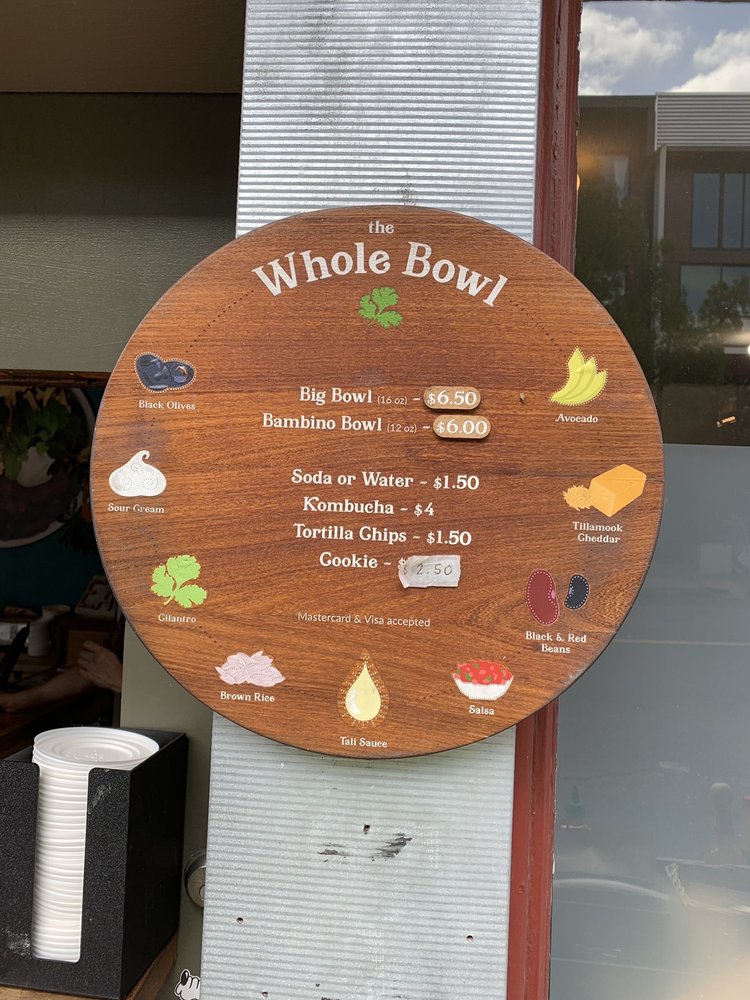 the
Whole Bowl
Big Bowl (16 oz) - $6.50
Bambino Bowl (12 oz) - $6.00
Soda or Water - $1.50
Kombucha - $4
Tortilla Chips - $1.50
Cookie - $ 2.50
Mastercard & Visa accepted
Black Olives
Sour Cream
Cilantro
Brown Rice
Tali Sauce
Salsa
Black & Red
Beans
Tillamook
Cheddar
Avocado